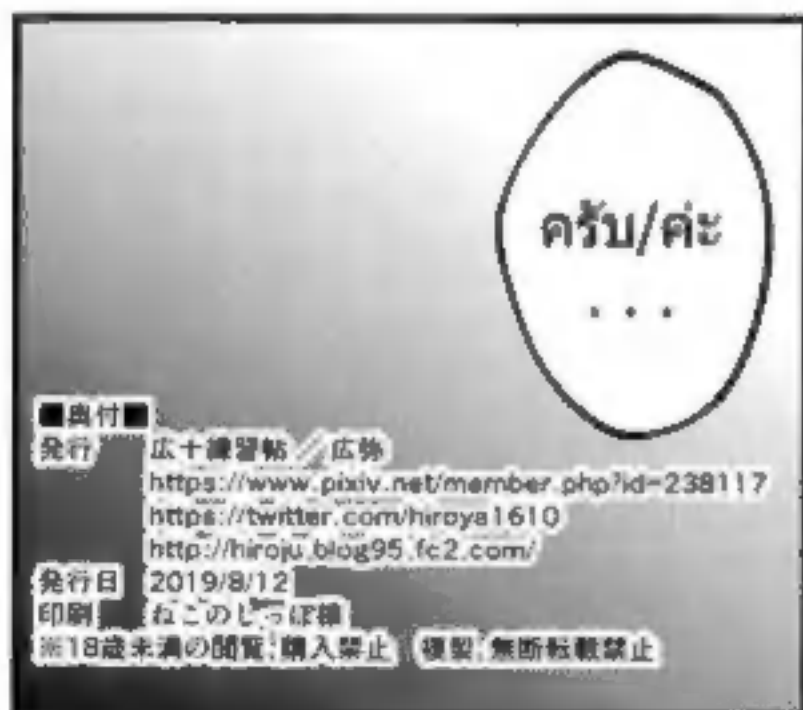 ครับ/ค่ะ
...
■奥付■
発行 広十練習帖／広弥
https://www.pixiv.net/member.php?id=238117
https://twitter.com/hiroya1610
http://hiroju.blog95.fc2.com/
発行日 2019/8/12
印刷 ねこのしっぽ様
※18歳未満の閲覧,購入禁止 複製,無断転載禁止